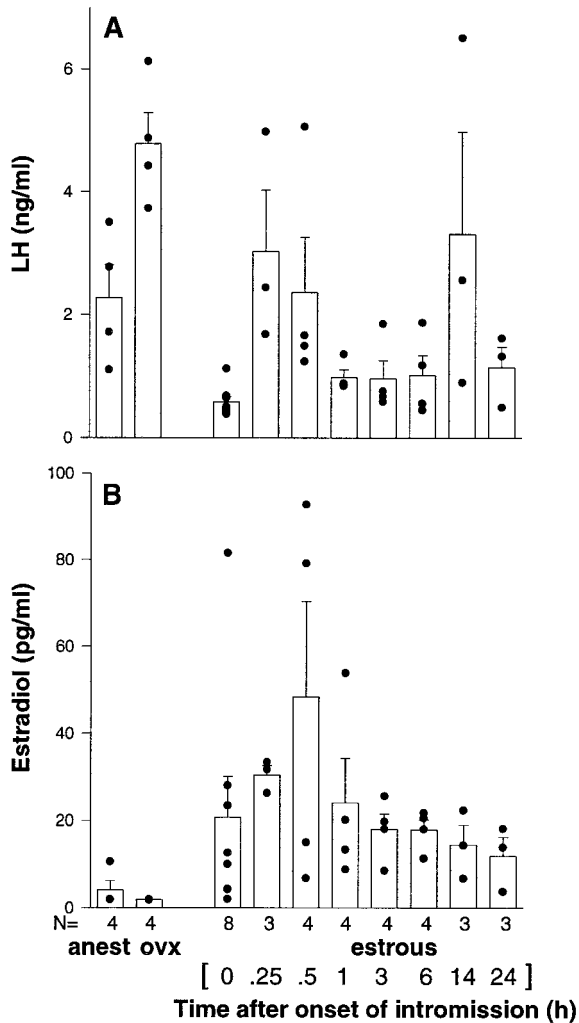 A
6
4
2
0
LH (ng/ml)
B
100
80
60
40
20
0
Estradiol (pg/ml)
N= 4 4 8 3 4 4 4 4 3 3
anest ovx estrous
[ 0 .25 .5 1 3 6 14 24 ]
Time after onset of intromission (h)